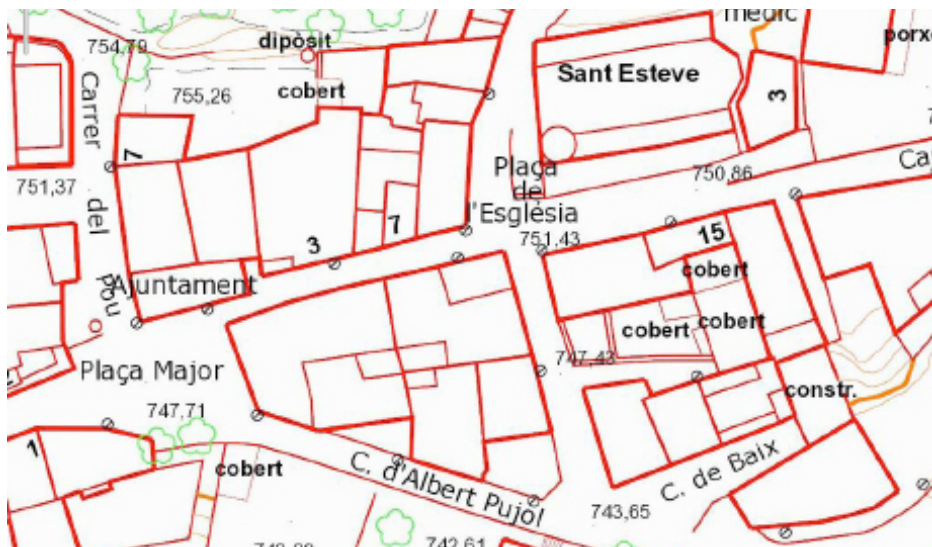 mèdic
754,79
dipòsit
porxo
Sant Esteve
cobert
755,26
3
Carrer del Pou
7
Plaça
de
l'Església
751,37
750,86
7
3
751,43
15
cobert
Ajuntament
cobert
cobert
747,43
Plaça Major
constr.
747,71
1
cobert
C. d'Albert Pujol
C. de Baix
743,65
742,61